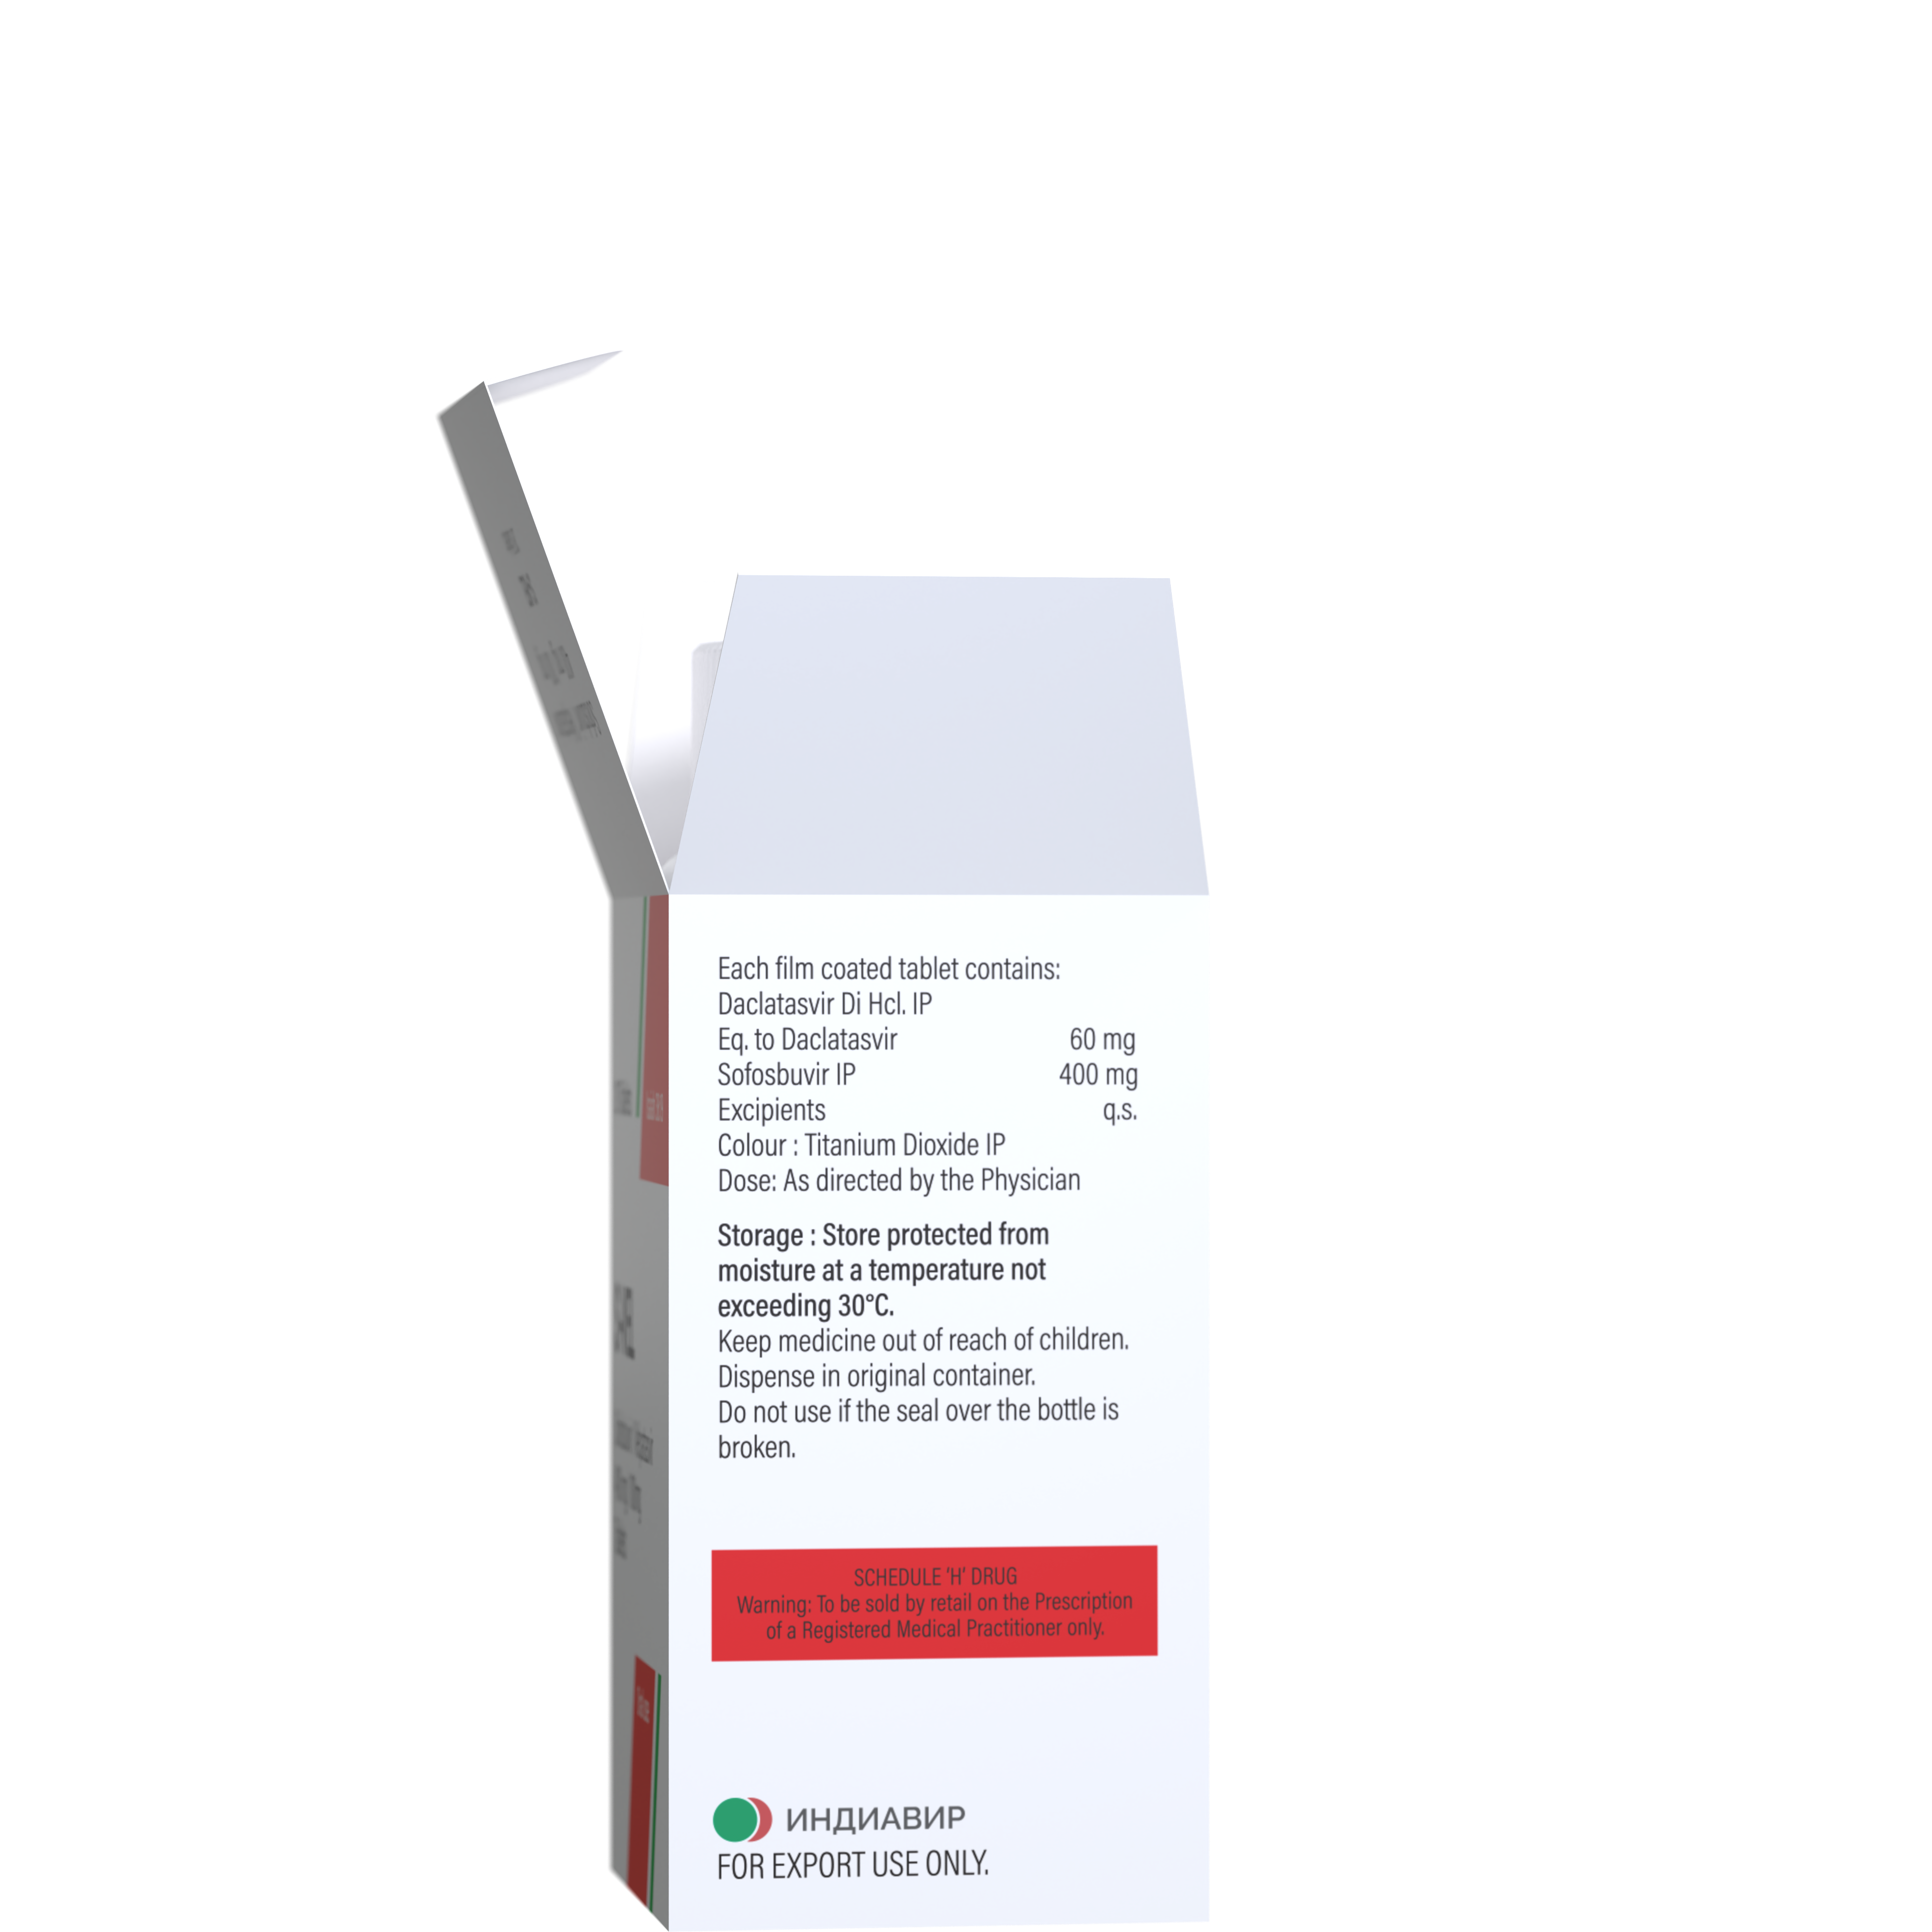 Each film coated tablet contains:
Daclatasvir Di Hcl. IP
Eq. to Daclatasvir 60 mg
Sofosbuvir IP 400 mg
Excipients q.s.
Colour : Titanium Dioxide IP
Dose: As directed by the Physician
Storage : Store protected from
moisture at a temperature not
exceeding 30°C.
Keep medicine out of reach of children.
Dispense in original container.
Do not use if the seal over the bottle is
broken.
SCHEDULE 'H' DRUG
Warning: To be sold by retail on the Prescription
of a Registered Medical Practitioner only.
ИНДИАВИР
FOR EXPORT USE ONLY.